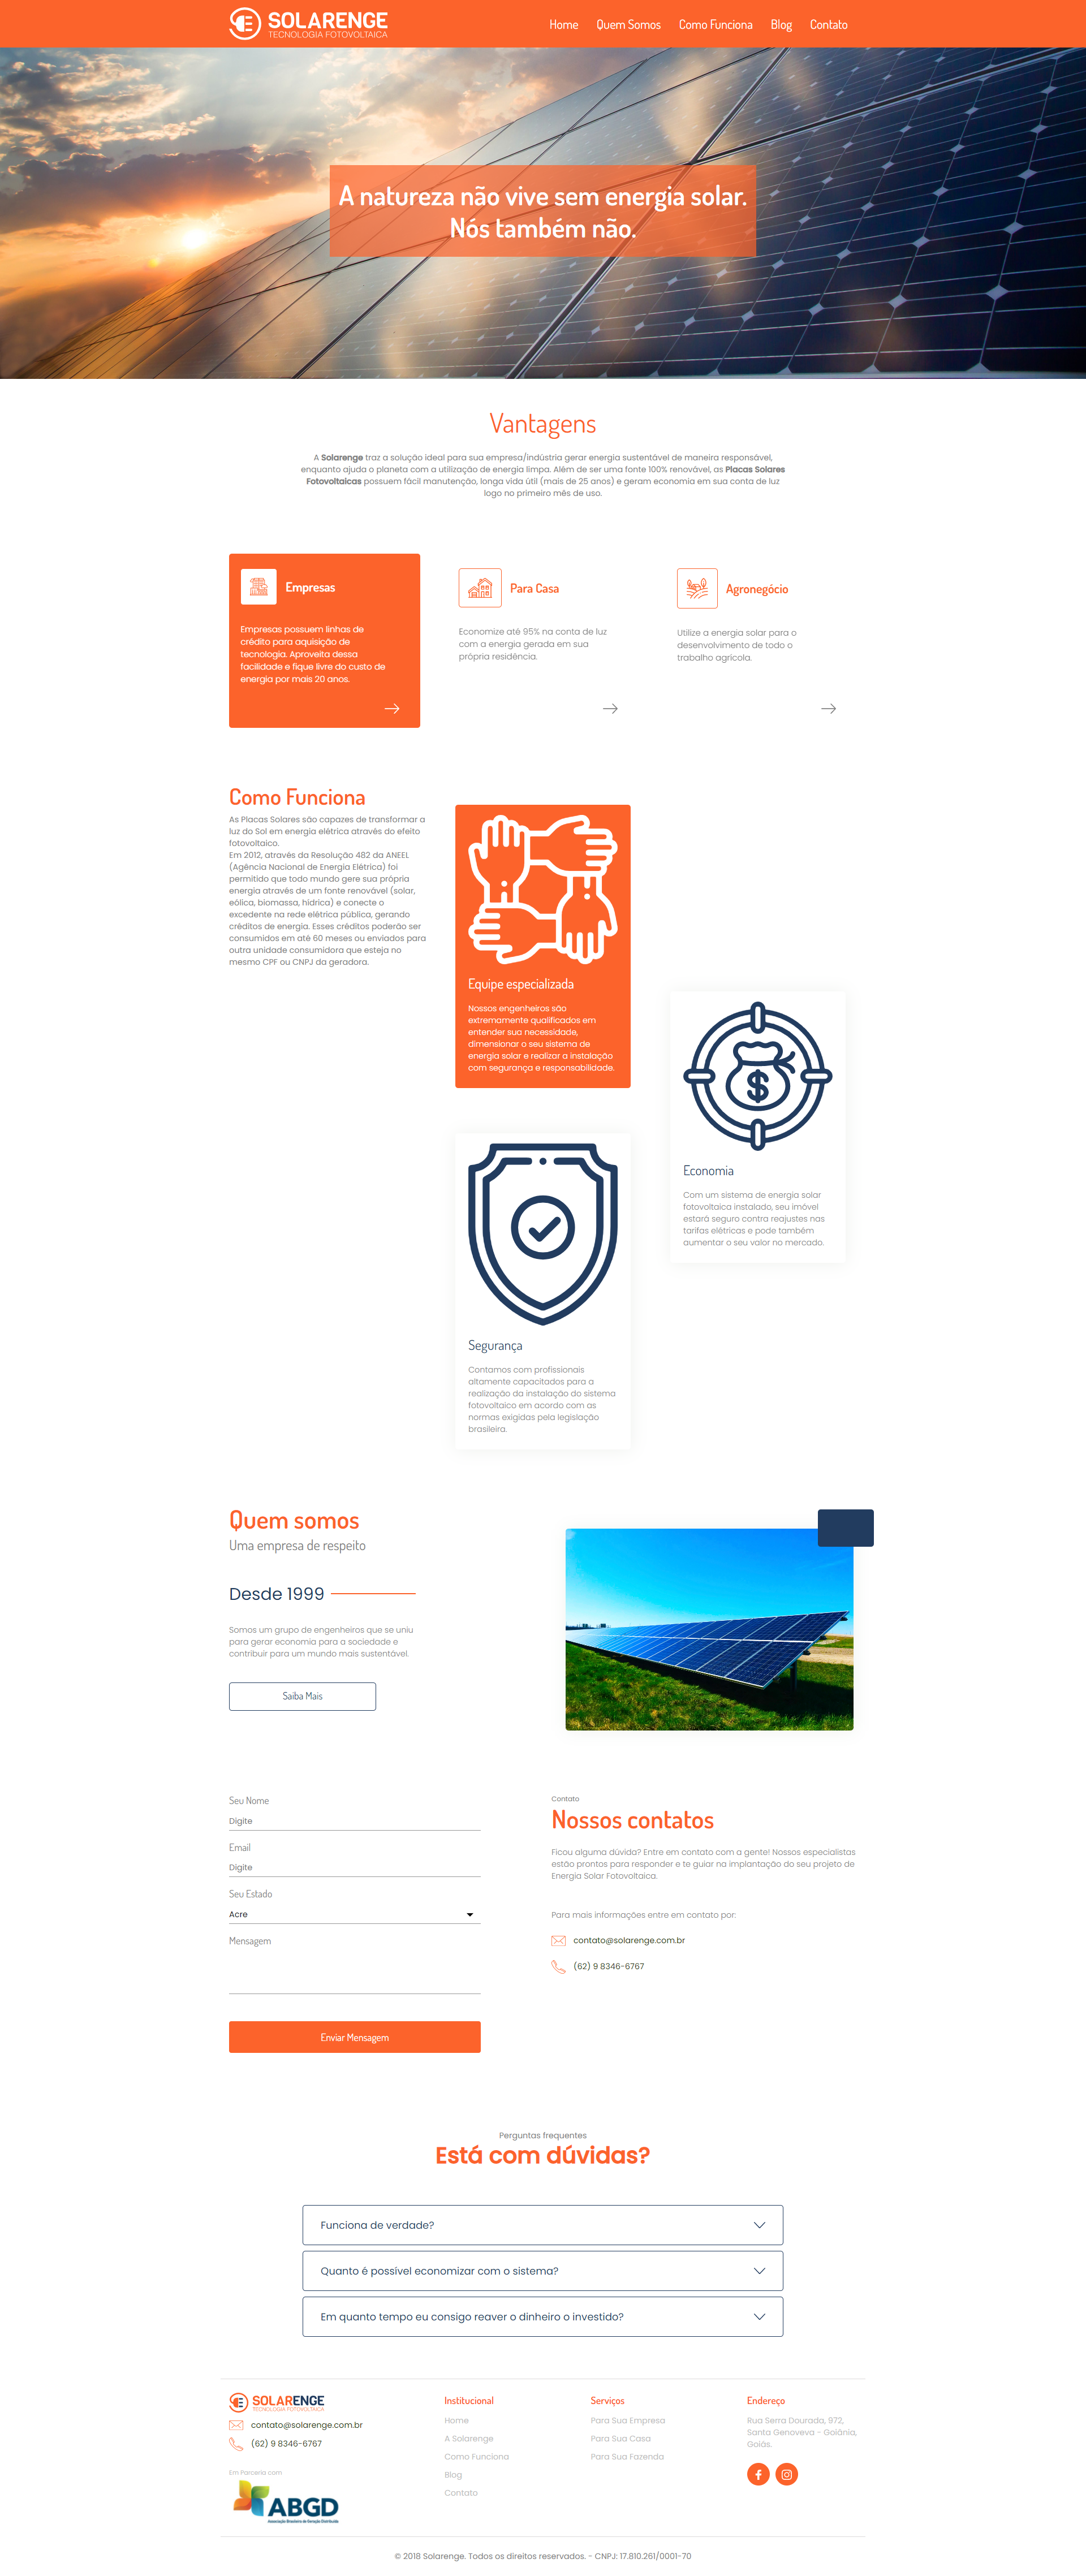 SOLARENGE
TECNOLOGIA FOTOVOLTAICA
Home Quem Somos Como Funciona Blog Contato
A natureza não vive sem energia solar.
Nós também não.
Vantagens
A Solarenge traz a solução ideal para sua empresa/indústria gerar energia sustentável de maneira responsável,
enquanto ajuda o planeta com a utilização de energia limpa. Além de ser uma fonte 100% renovável, as Placas Solares
Fotovoltaicas possuem fácil manutenção, longa vida útil (mais de 25 anos) e geram economia em sua conta de luz
logo no primeiro mês de uso.
Empresas
Empresas possuem linhas de
crédito para aquisição de
tecnologia. Aproveita dessa
facilidade e fique livre do custo de
energia por mais 20 anos.
Para Casa
Economize até 95% na conta de luz
com a energia gerada em sua
própria residência.
Agronegócio
Utilize a energia solar para o
desenvolvimento de todo o
trabalho agrícola.
Como Funciona
As Placas Solares são capazes de transformar a
luz do Sol em energia elétrica através do efeito
fotovoltaico.
Em 2012, através da Resolução 482 da ANEEL
(Agência Nacional de Energia Elétrica) foi
permitido que todo mundo gere sua própria
energia através de um fonte renovável (solar,
eólica, biomassa, hídrica) e conecte o
excedente na rede elétrica pública, gerando
créditos de energia. Esses créditos poderão ser
consumidos em até 60 meses ou enviados para
outra unidade consumidora que esteja no
mesmo CPF ou CNPJ da geradora.
Equipe especializada
Nossos engenheiros são
extremamente qualificados em
entender sua necessidade,
dimensionar o seu sistema de
energia solar e realizar a instalação
com segurança e responsabilidade.
Economia
Com um sistema de energia solar
fotovoltaica instalado, seu imóvel
estará seguro contra reajustes nas
tarifas elétricas e pode também
aumentar o seu valor no mercado.
Segurança
Contamos com profissionais
altamente capacitados para a
realização da instalação do sistema
fotovoltaico em acordo com as
normas exigidas pela legislação
brasileira.
Quem somos
Uma empresa de respeito
Desde 1999
Somos um grupo de engenheiros que se uniu
para gerar economia para a sociedade e
contribuir para um mundo mais sustentável.
Saiba Mais
Seu Nome
Digite
Email
Digite
Seu Estado
Acre
Mensagem
Enviar Mensagem
Contato
Nossos contatos
Ficou alguma dúvida? Entre em contato com a gente! Nossos especialistas
estão prontos para responder e te guiar na implantação do seu projeto de
Energia Solar Fotovoltaica.
Para mais informações entre em contato por:
contato@solarenge.com.br
(62) 9 8346-6767
Perguntas frequentes
Está com dúvidas?
Funciona de verdade?
Quanto é possível economizar com o sistema?
Em quanto tempo eu consigo reaver o dinheiro o investido?
SOLARENGE
TECNOLOGIA FOTOVOLTAICA
contato@solarenge.com.br
(62) 9 8346-6767
Em Parceria com
ABGD
Associação Brasileira de Geração Distribuída
Institucional
Home
A Solarenge
Como Funciona
Blog
Contato
Serviços
Para Sua Empresa
Para Sua Casa
Para Sua Fazenda
Endereço
Rua Serra Dourada, 972,
Santa Genoveva - Goiânia,
Goiás.
© 2018 Solarenge. Todos os direitos reservados. - CNPJ: 17.810.261/0001-70